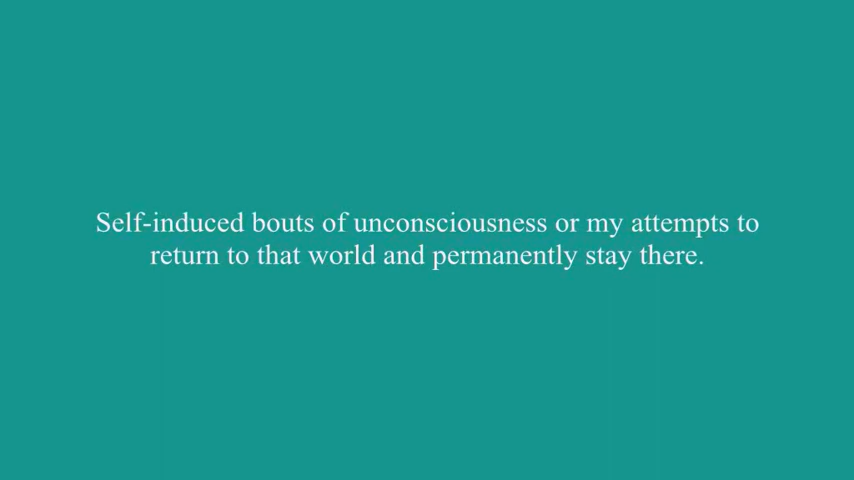 Self-induced bouts of unconsciousness or my attempts to
return to that world and permanently stay there.